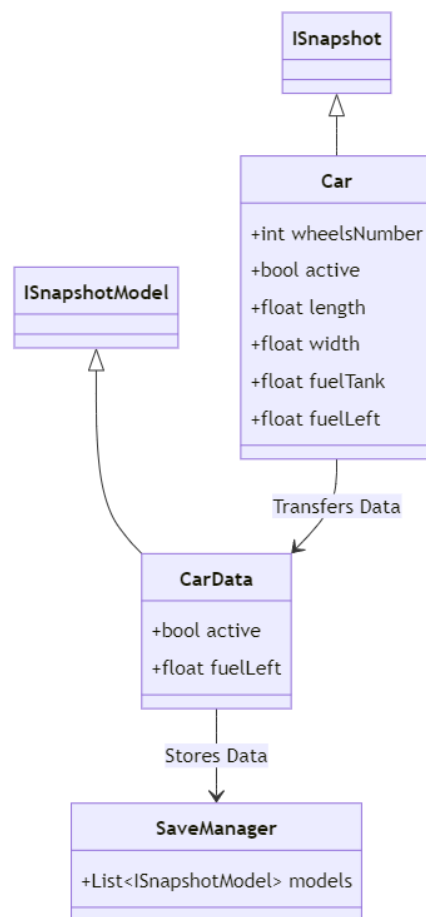 ISnapshot
Car
+int wheelsNumber
+bool active
+float length
+float width
+float fuelTank
+float fuelLeft
ISnapshotModel
Transfers Data
CarData
+bool active
+float fuelLeft
Stores Data
SaveManager
+List<ISnapshotModel> models